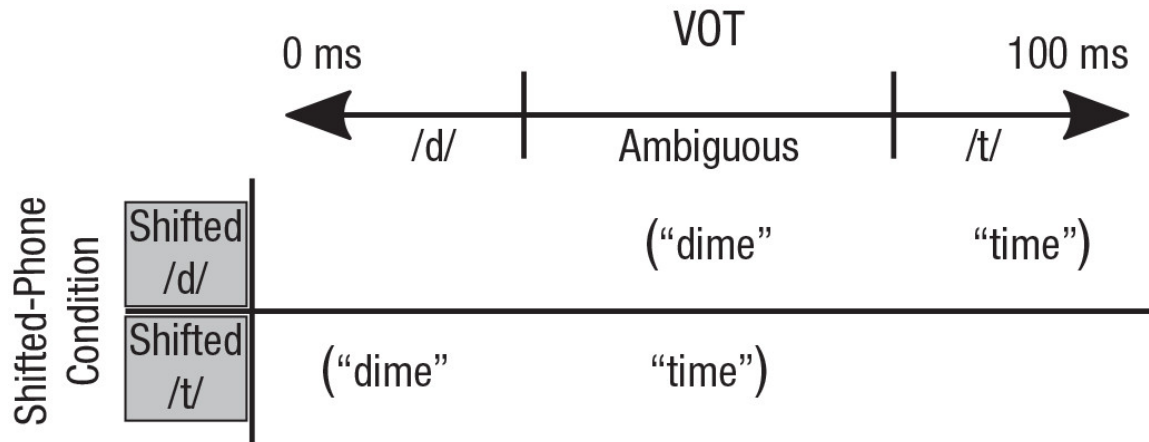 VOT
0 ms 100 ms
/d/ Ambiguous /t/
Shifted-Phone
Condition
Shifted
/d/
(“dime” “time”)
Shifted
/t/
(“dime” “time”)